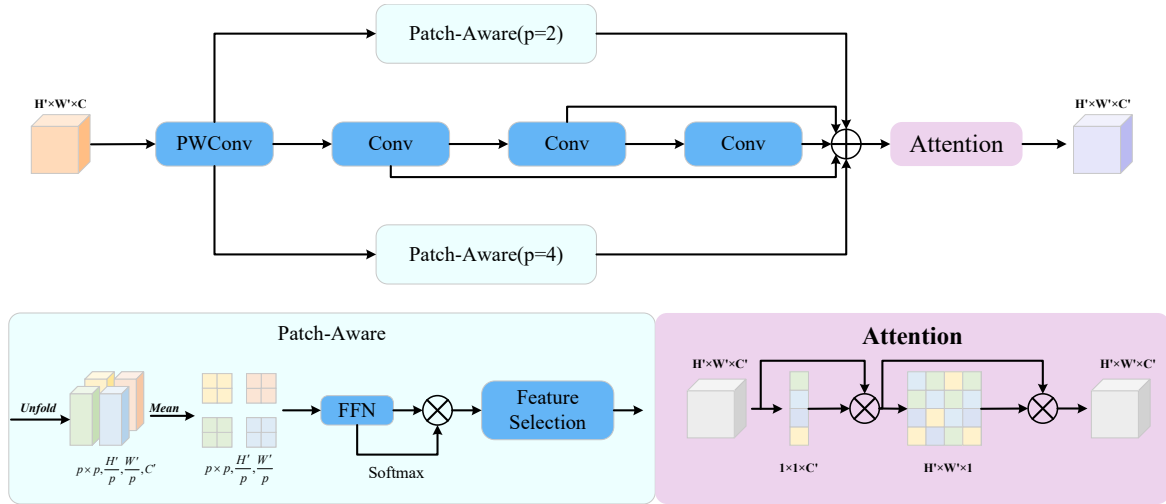 Patch-Aware(p=2)
H'×W'×C
H'×W'×C'
PWConv
Conv
Conv
Conv
Attention
Patch-Aware(p=4)
Patch-Aware
Unfold
Mean
FFN
Feature
Selection
Softmax
p × p, H'/p, W'/p, C'
p × p, H'/p, W'/p
Attention
H'×W'×C'
H'×W'×C'
1×1×C'
H'×W'×1